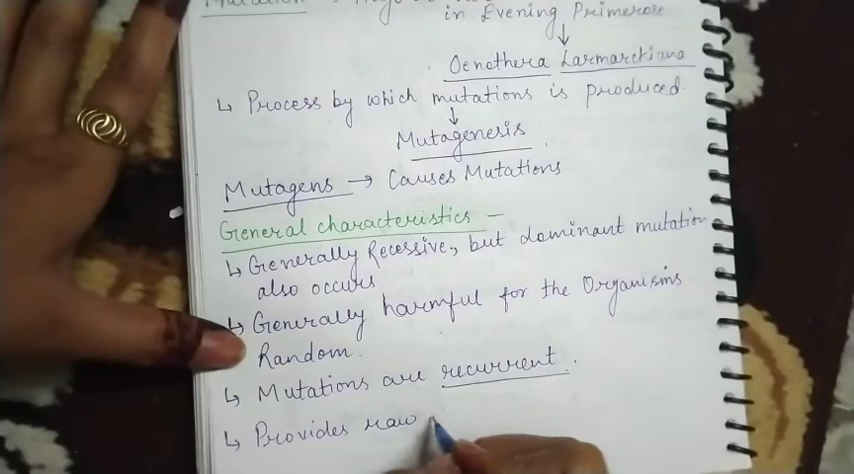 Mutation
in Evening Primerose
↓
Oenothera Larmarckiana
↳ Process by which mutations is produced.
↓
Mutagenesis
Mutagens → Causes Mutations
General characteristics –
↳ Generally Recessive, but dominant mutation
also occurs
↳ Generally harmful for the Organisms
Random.
↳ Mutations are recurrent.
↳ Provides raw